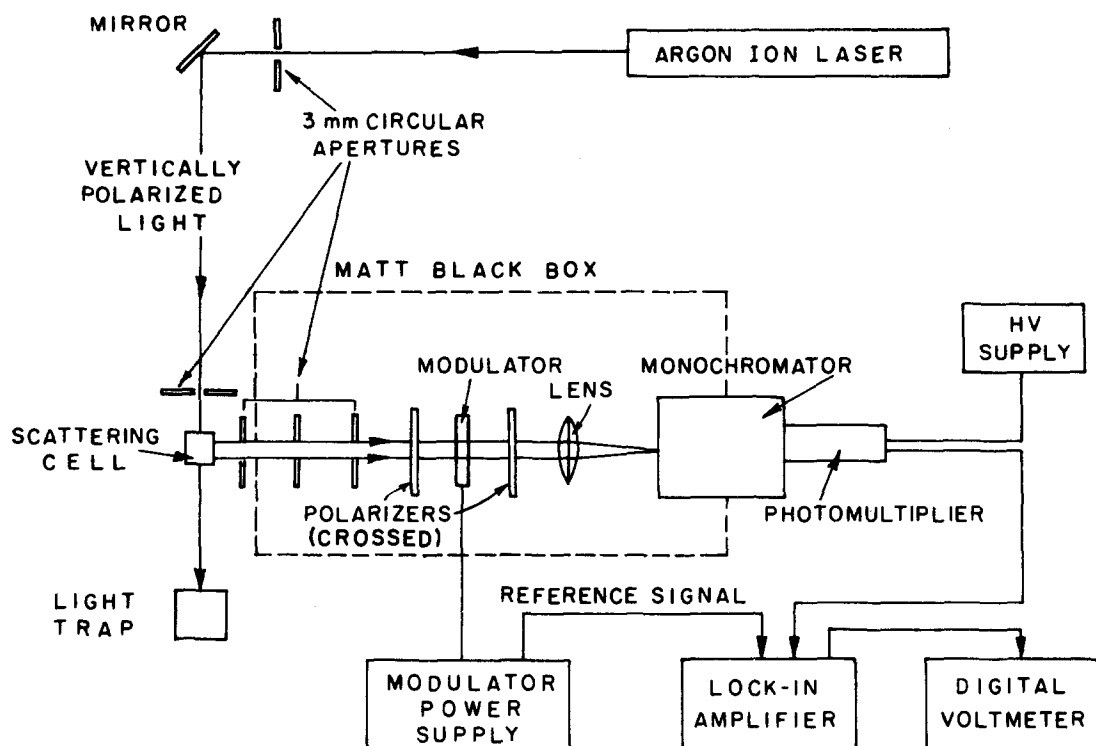 MIRROR
ARGON ION LASER
3 mm CIRCULAR
APERTURES
VERTICALLY
POLARIZED
LIGHT
MATT BLACK BOX
HV
SUPPLY
MODULATOR
MONOCHROMATOR
LENS
SCATTERING
CELL
POLARIZERS
(CROSSED)
PHOTOMULTIPLIER
LIGHT
TRAP
REFERENCE SIGNAL
MODULATOR
POWER
SUPPLY
LOCK-IN
AMPLIFIER
DIGITAL
VOLTMETER